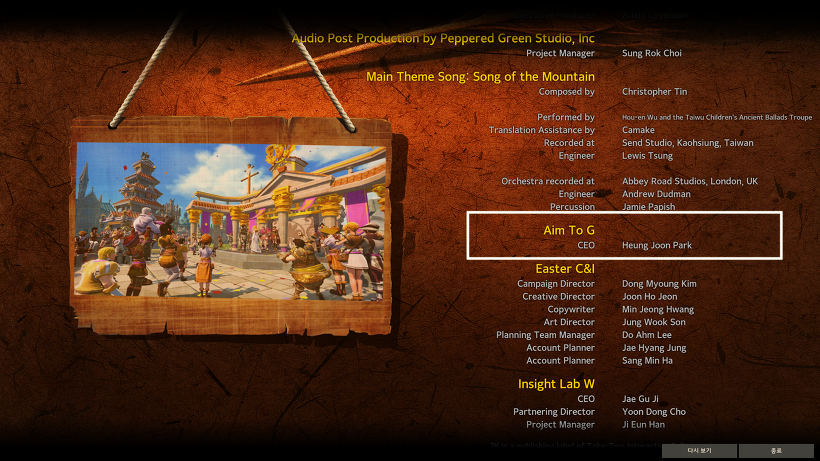 Audio Post Production by Peppered Green Studio, Inc
Project Manager Sung Rok Choi
Main Theme Song: Song of the Mountain
Composed by Christopher Tin
Performed by Hou-en Wu and the Taiwu Children's Ancient Ballads Troupe
Translation Assistance by Camake
Recorded at Send Studio, Kaohsiung, Taiwan
Engineer Lewis Tsung
Orchestra recorded at Abbey Road Studios, London, UK
Engineer Andrew Dudman
Percussion Jamie Papish
Aim To G
CEO Heung Joon Park
Easter C&I
Campaign Director Dong Myoung Kim
Creative Director Joon Ho Jeon
Copywriter Min Jeong Hwang
Art Director Jung Wook Son
Planning Team Manager Do Ahm Lee
Account Planner Jae Hyang Jung
Account Planner Sang Min Ha
Insight Lab W
CEO Jae Gu Ji
Partnering Director Yoon Dong Cho
Project Manager Ji Eun Han
다시 보기
종료